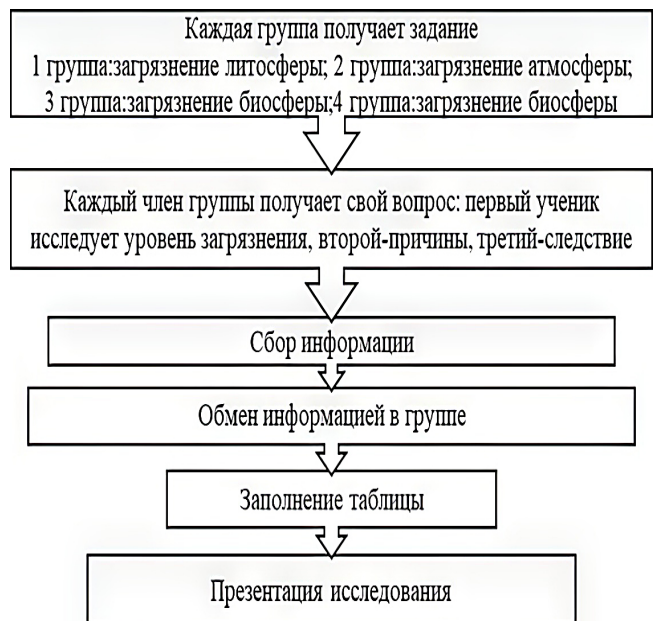 Каждая группа получает задание
1 группа:загрязнение литосферы; 2 группа:загрязнение атмосферы;
3 группа:загрязнение биосферы;4 группа:загрязнение биосферы
Каждый член группы получает свой вопрос: первый ученик
исследует уровень загрязнения, второй-причины, третий-следствие
Сбор информации
Обмен информацией в группе
Заполнение таблицы
Презентация исследования